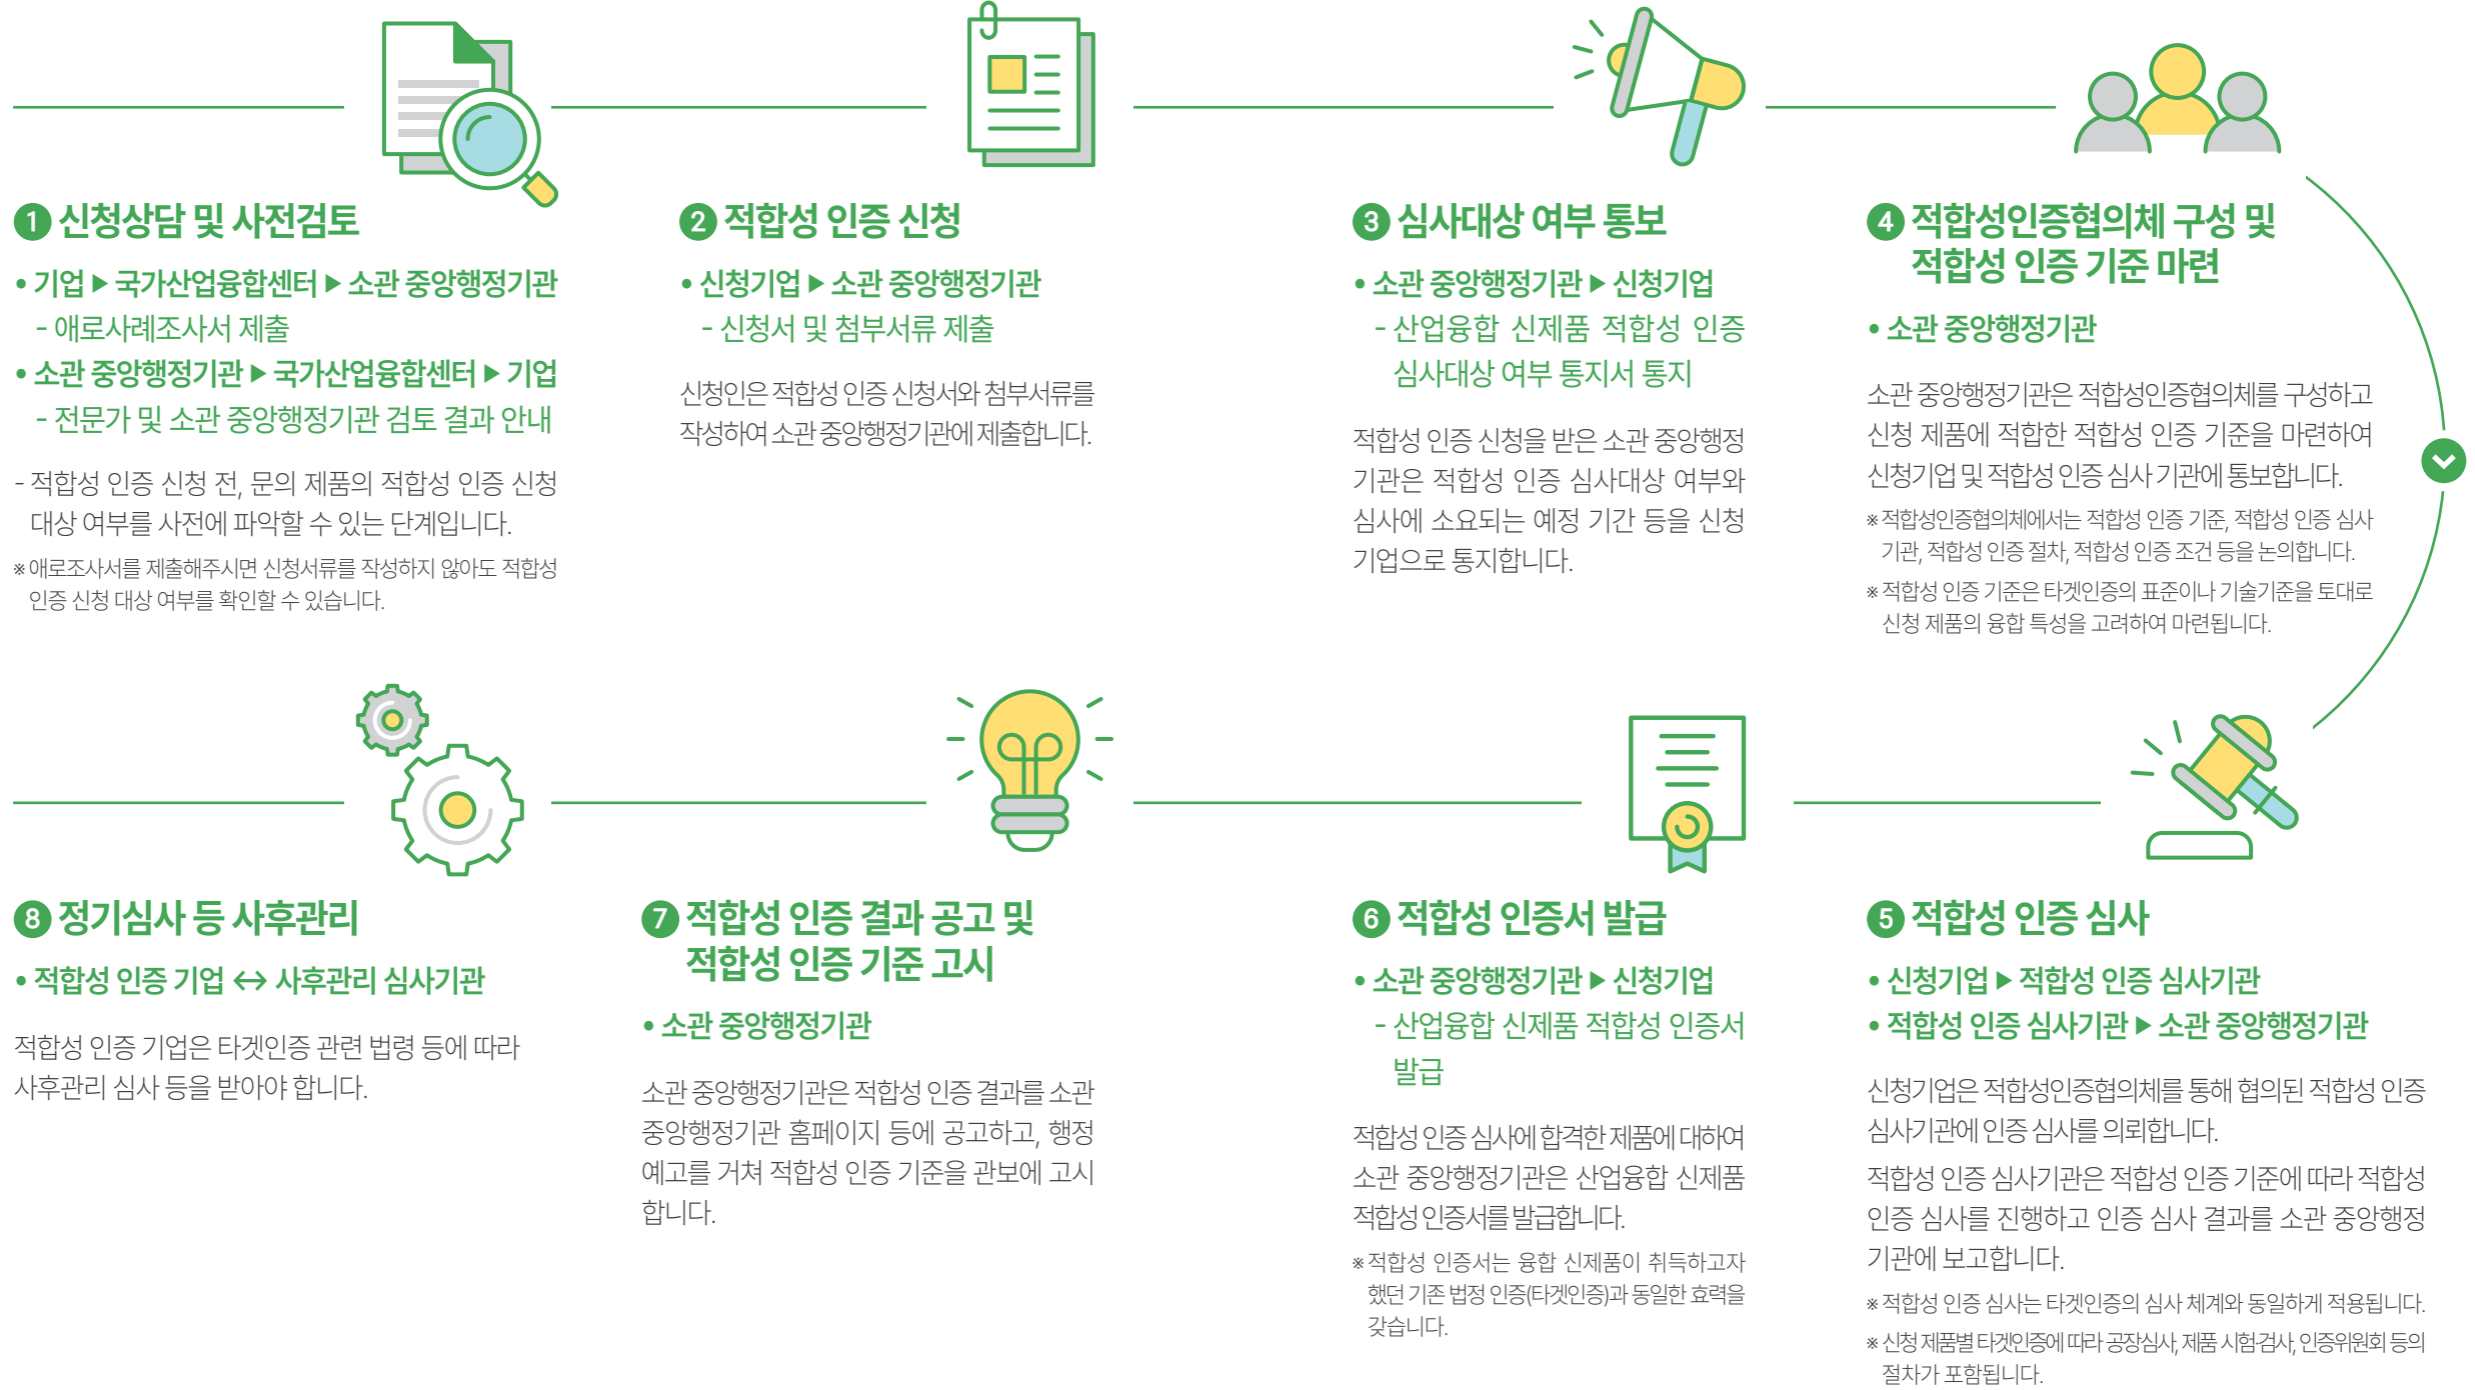 1 신청상담 및 사전검토
• 기업 ▶ 국가산업융합센터 ▶ 소관 중앙행정기관
- 애로사례조사서 제출
• 소관 중앙행정기관 ▶ 국가산업융합센터 ▶ 기업
- 전문가 및 소관 중앙행정기관 검토 결과 안내
- 적합성 인증 신청 전, 문의 제품의 적합성 인증 신청
대상 여부를 사전에 파악할 수 있는 단계입니다.
※ 애로조사서를 제출해주시면 신청서류를 작성하지 않아도 적합성
인증 신청 대상 여부를 확인할 수 있습니다.
2 적합성 인증 신청
• 신청기업 ▶ 소관 중앙행정기관
- 신청서 및 첨부서류 제출
신청인은 적합성 인증 신청서와 첨부서류를
작성하여 소관 중앙행정기관에 제출합니다.
3 심사대상 여부 통보
• 소관 중앙행정기관 ▶ 신청기업
- 산업융합 신제품 적합성 인증
심사대상 여부 통지서 통지
적합성 인증 신청을 받은 소관 중앙행정
기관은 적합성 인증 심사대상 여부와
심사에 소요되는 예정 기간 등을 신청
기업으로 통지합니다.
4 적합성인증협의체 구성 및
적합성 인증 기준 마련
• 소관 중앙행정기관
소관 중앙행정기관은 적합성인증협의체를 구성하고
신청 제품에 적합한 적합성 인증 기준을 마련하여
신청기업 및 적합성 인증 심사 기관에 통보합니다.
※ 적합성인증협의체에서는 적합성 인증 기준, 적합성 인증 심사
기관, 적합성 인증 절차, 적합성 인증 조건 등을 논의합니다.
※ 적합성 인증 기준은 타겟인증의 표준이나 기술기준을 토대로
신청 제품의 융합 특성을 고려하여 마련됩니다.
8 정기심사 등 사후관리
• 적합성 인증 기업 ↔ 사후관리 심사기관
적합성 인증 기업은 타겟인증 관련 법령 등에 따라
사후관리 심사 등을 받아야 합니다.
7 적합성 인증 결과 공고 및
적합성 인증 기준 고시
• 소관 중앙행정기관
소관 중앙행정기관은 적합성 인증 결과를 소관
중앙행정기관 홈페이지 등에 공고하고, 행정
예고를 거쳐 적합성 인증 기준을 관보에 고시
합니다.
6 적합성 인증서 발급
• 소관 중앙행정기관 ▶ 신청기업
- 산업융합 신제품 적합성 인증서
발급
적합성 인증 심사에 합격한 제품에 대하여
소관 중앙행정기관은 산업융합 신제품
적합성 인증서를 발급합니다.
※ 적합성 인증서는 융합 신제품이 취득하고자
했던 기존 법정 인증(타겟인증)과 동일한 효력을
갖습니다.
5 적합성 인증 심사
• 신청기업 ▶ 적합성 인증 심사기관
• 적합성 인증 심사기관 ▶ 소관 중앙행정기관
신청기업은 적합성인증협의체를 통해 협의된 적합성 인증
심사기관에 인증 심사를 의뢰합니다.
적합성 인증 심사기관은 적합성 인증 기준에 따라 적합성
인증 심사를 진행하고 인증 심사 결과를 소관 중앙행정
기관에 보고합니다.
※ 적합성 인증 심사는 타겟인증의 심사 체계와 동일하게 적용됩니다.
※ 신청 제품별 타겟인증에 따라 공장심사, 제품 시험·검사, 인증위원회 등의
절차가 포함됩니다.